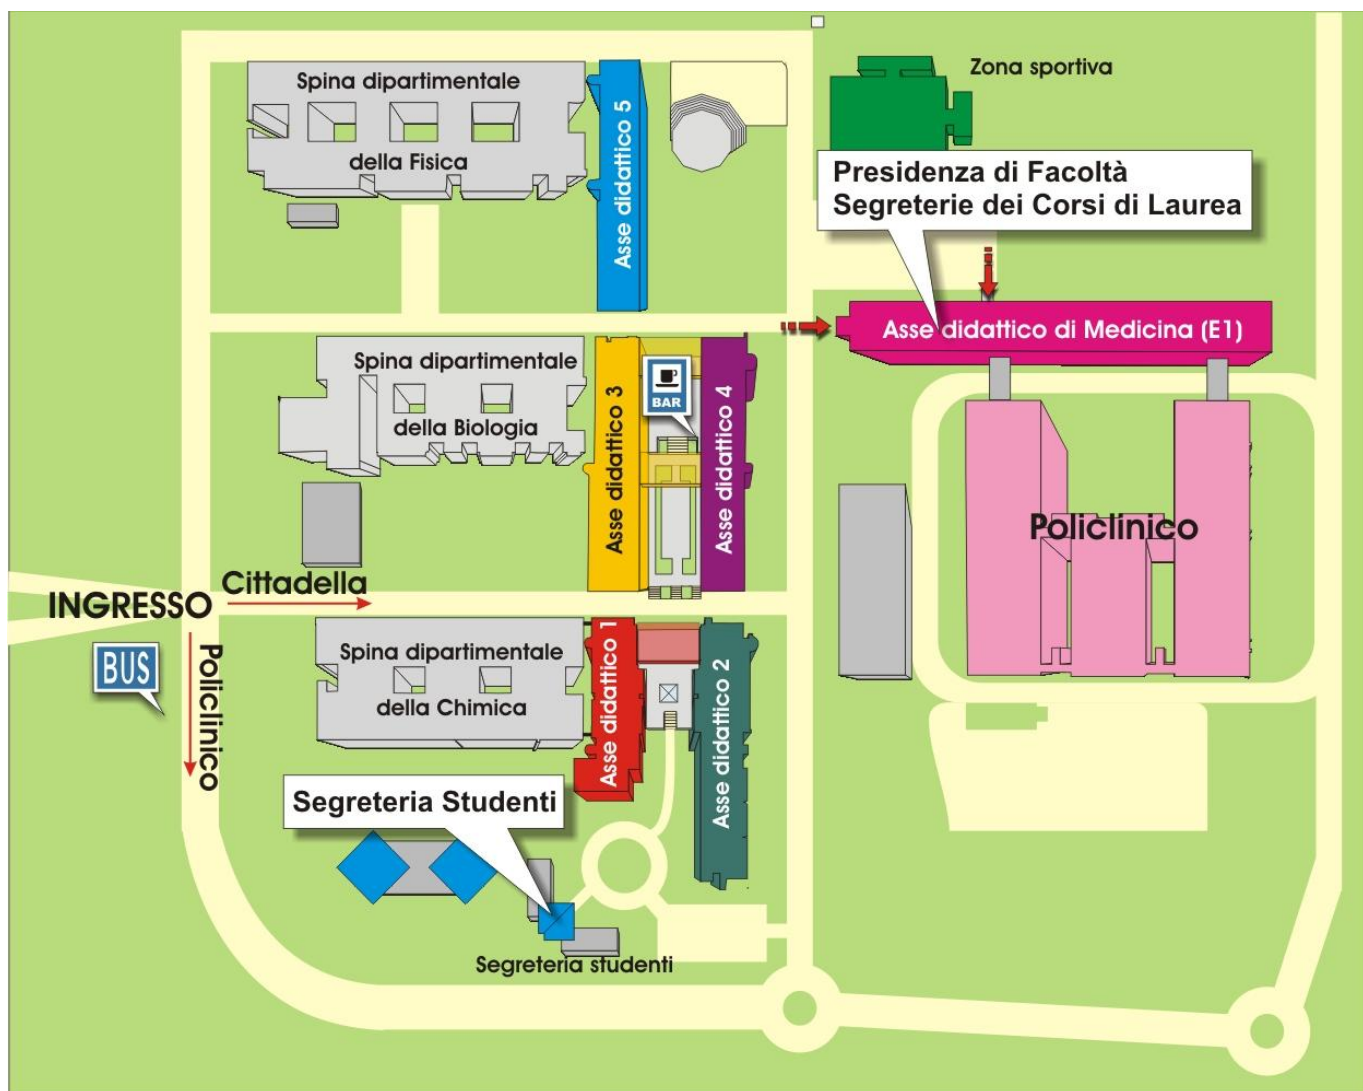 Spina dipartimentale
della Fisica
Asse didattico 5
Zona sportiva
Presidenza di Facoltà
Segreterie dei Corsi di Laurea
Asse didattico di Medicina (E1)
Spina dipartimentale
della Biologia
Asse didattico 3
BAR
Asse didattico 4
Policlinico
Cittadella
INGRESSO
BUS
Policlinico
Spina dipartimentale
della Chimica
Asse didattico 1
Asse didattico 2
Segreteria Studenti
Segreteria studenti